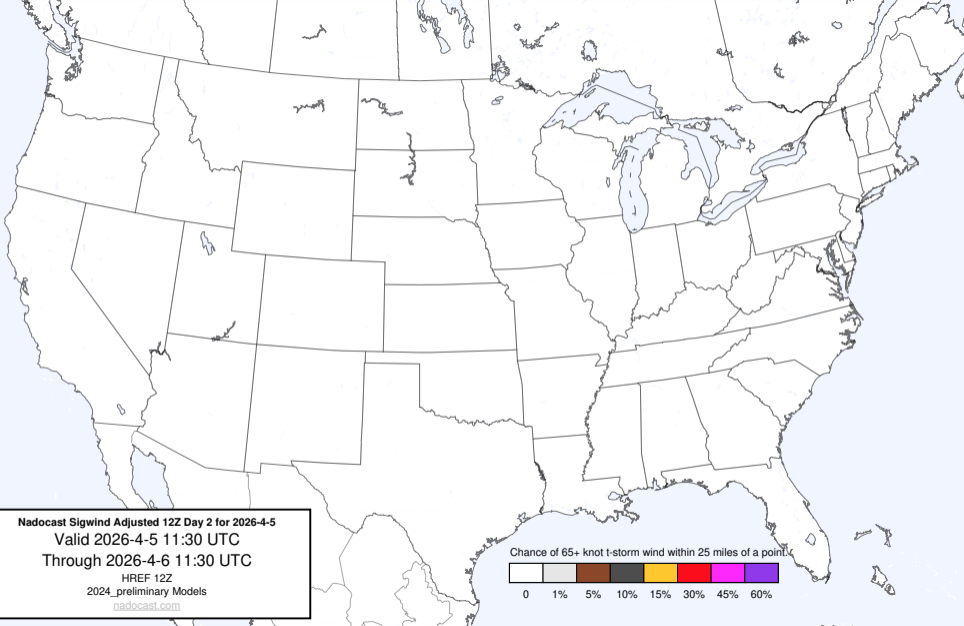 Nadocast Sigwind Adjusted 12Z Day 2 for 2026-4-5
Valid 2026-4-5 11:30 UTC
Through 2026-4-6 11:30 UTC
HREF 12Z
2024_preliminary Models
nadocast.com
Chance of 65+ knot t-storm wind within 25 miles of a point.
0 1% 5% 10% 15% 30% 45% 60%